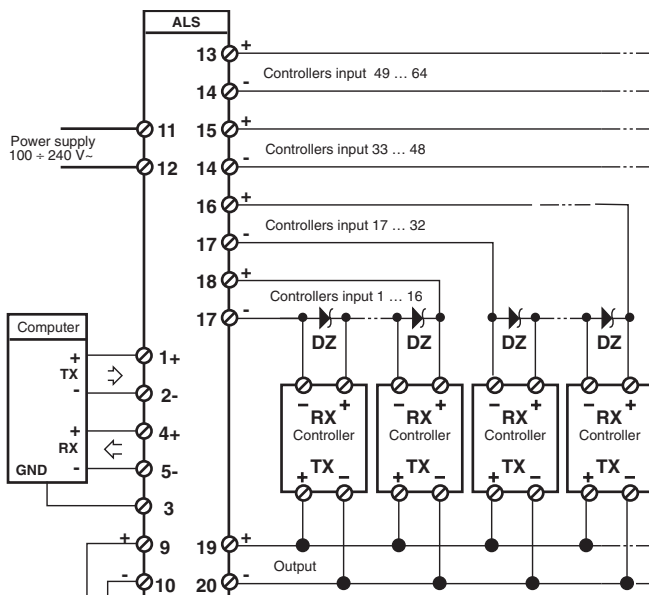 ALS
13 +
Controllers input 49 … 64
14 -
11
15 +
Power supply
100 ÷ 240 V~
Controllers input 33 … 48
12
14 -
16 +
Controllers input 17 … 32
17 -
18 +
Controllers input 1 … 16
17 -
DZ DZ DZ DZ
Computer
+ 1+
TX
- 2-
+ 4+
RX
- 5-
GND
3
- + - + - + - +
RX RX RX RX
Controller Controller Controller Controller
TX TX TX TX
+ - + - + - + -
+ 9
19 +
Output
- 10
20 -